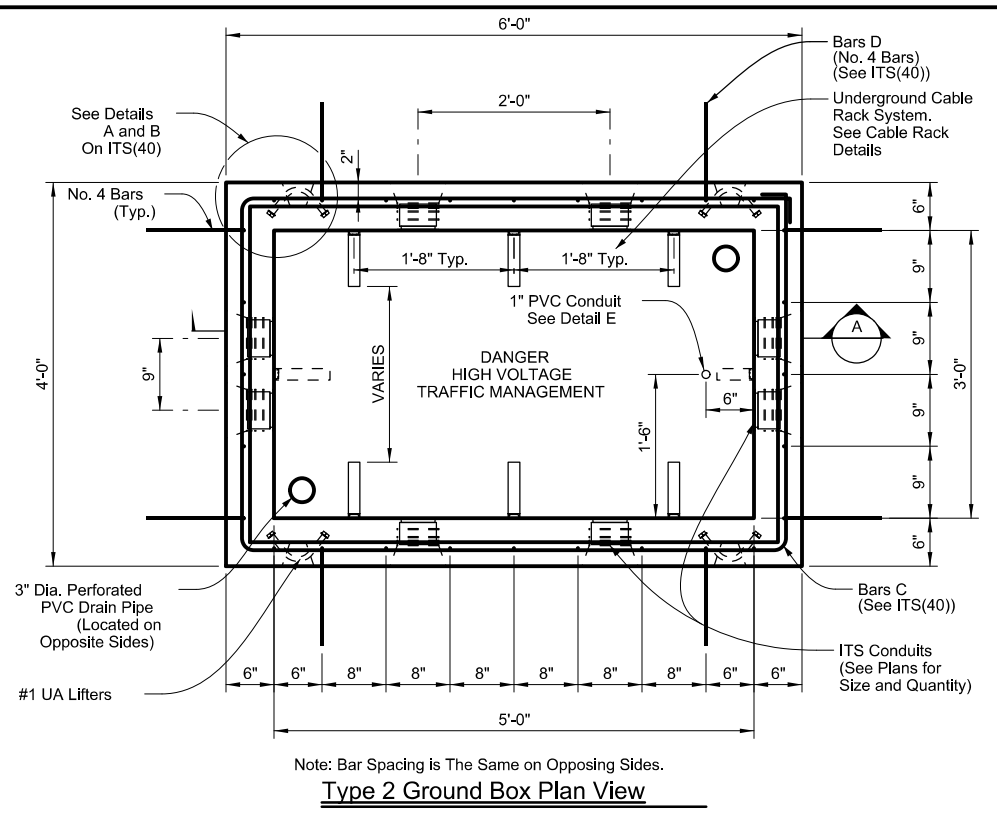 6'-0"
Bars D
(No. 4 Bars)
(See ITS(40))
2'-0"
Underground Cable
Rack System.
See Cable Rack
Details
See Details
A and B
On ITS(40)
2"
No. 4 Bars
(Typ.)
6"
1'-8" Typ.
1'-8" Typ.
9"
1" PVC Conduit
See Detail E
A
4'-0"
9"
VARIES
DANGER
HIGH VOLTAGE
TRAFFIC MANAGEMENT
9"
3'-0"
6"
1'-6"
9"
9"
6"
3" Dia. Perforated
PVC Drain Pipe
(Located on
Opposite Sides)
Bars C
(See ITS(40))
ITS Conduits
(See Plans for
Size and Quantity)
#1 UA Lifters
6"
6"
8"
8"
8"
8"
8"
8"
6"
6"
5'-0"
Note: Bar Spacing is The Same on Opposing Sides.
Type 2 Ground Box Plan View